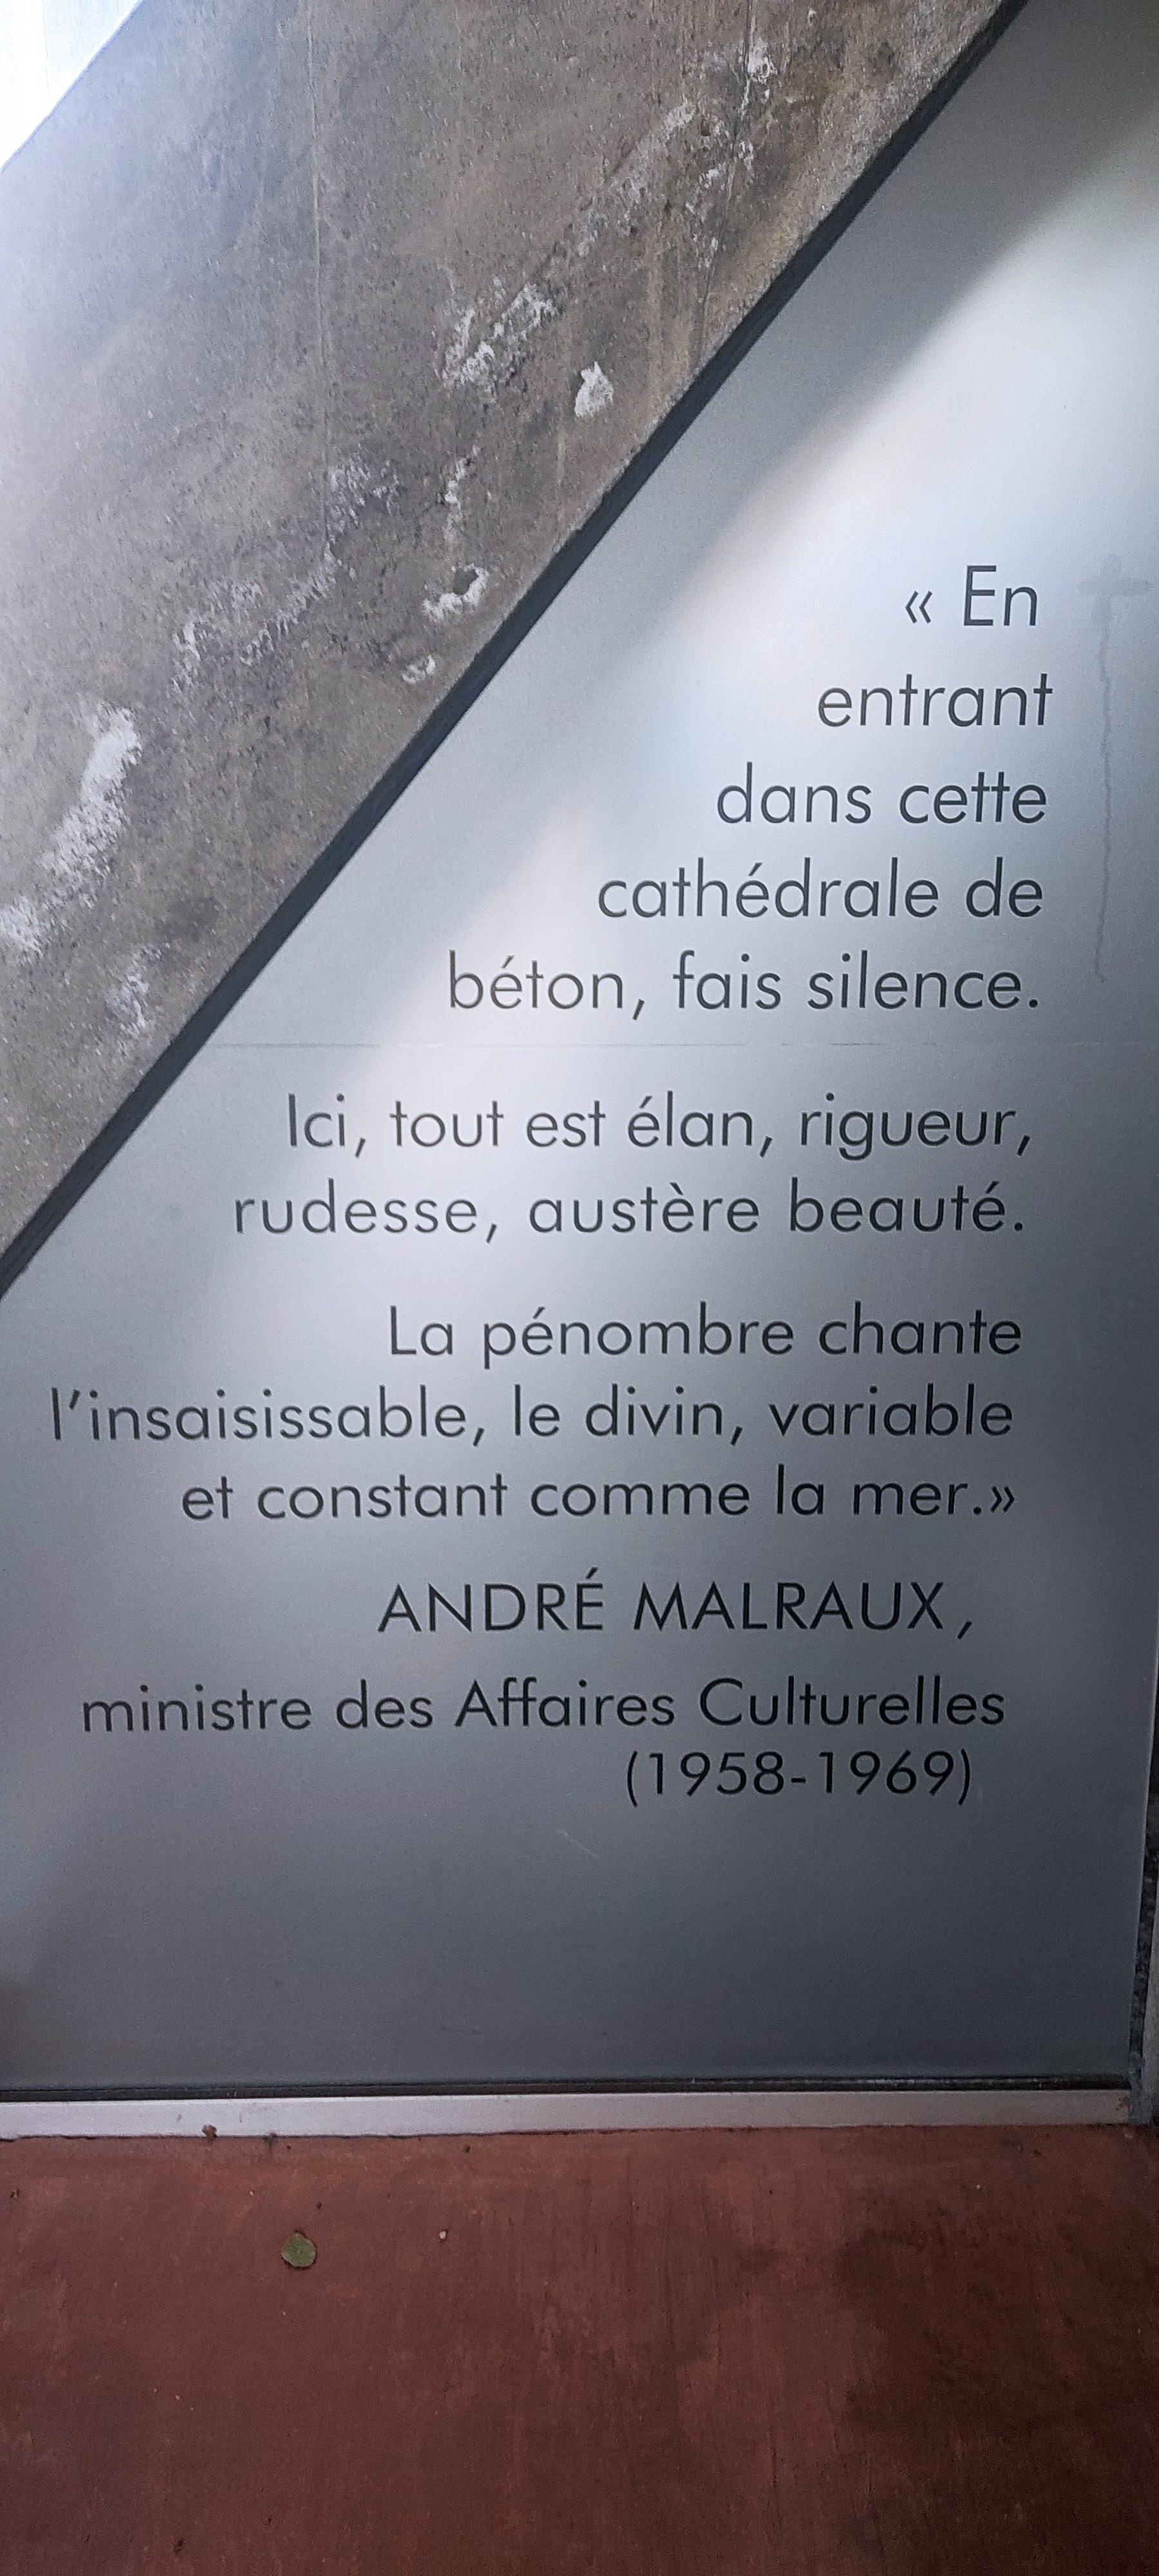 « En
entrant
dans cette
cathédrale de
béton, fais silence.
Ici, tout est élan, rigueur,
rudesse, austère beauté.
La pénombre chante
l'insaisissable, le divin, variable
et constant comme la mer.»
ANDRÉ MALRAUX,
ministre des Affaires Culturelles
(1958-1969)